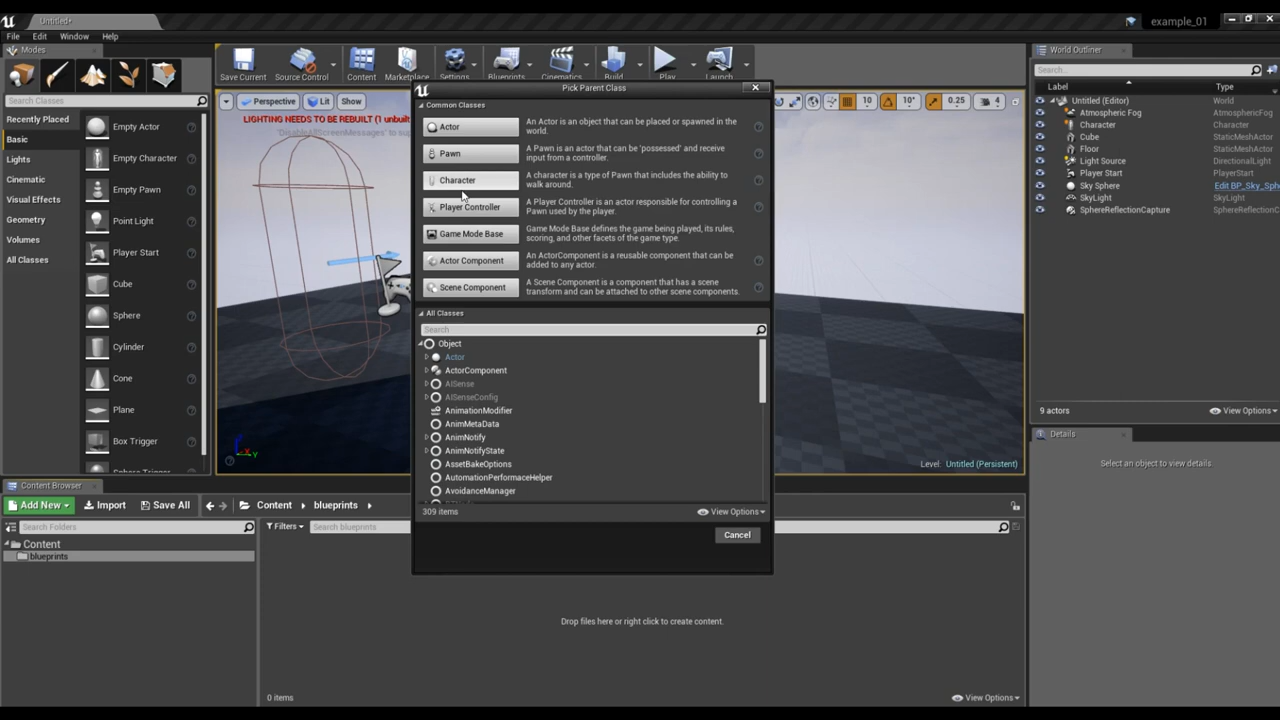 Untitled*
example_01
File Edit Window Help
Modes
Search Classes
Recently Placed
Basic
Lights
Cinematic
Visual Effects
Geometry
Volumes
All Classes
Empty Actor
Empty Character
Empty Pawn
Point Light
Player Start
Cube
Sphere
Cylinder
Cone
Plane
Box Trigger
Sphere Trigger
Save Current
Source Control
Content
Marketplace
Settings
Blueprints
Cinematics
Build
Play
Launch
Perspective
Lit
Show
10
10°
0.25
4
LIGHTING NEEDS TO BE REBUILT (1 unbuilt
'DisableAllScreenMessages' to sup
Level: Untitled (Persistent)
Pick Parent Class
Common Classes
Actor
An Actor is an object that can be placed or spawned in the
world.
Pawn
A Pawn is an actor that can be 'possessed' and receive
input from a controller.
Character
A character is a type of Pawn that includes the ability to
walk around.
Player Controller
A Player Controller is an actor responsible for controlling a
Pawn used by the player.
Game Mode Base
Game Mode Base defines the game being played, its rules,
scoring, and other facets of the game type.
Actor Component
An ActorComponent is a reusable component that can be
added to any actor.
Scene Component
A Scene Component is a component that has a scene
transform and can be attached to other scene components.
All Classes
Search
Object
Actor
ActorComponent
AISense
AISenseConfig
AnimationModifier
AnimMetaData
AnimNotify
AnimNotifyState
AssetBakeOptions
AutomationPerformaceHelper
AvoidanceManager
309 items
View Options
Cancel
World Outliner
Search...
Label Type
Untitled (Editor) World
Atmospheric Fog AtmosphericFog
Character Character
Cube StaticMeshActor
Floor StaticMeshActor
Light Source DirectionalLight
Player Start PlayerStart
Sky Sphere Edit BP_Sky_Sph
SkyLight SkyLight
SphereReflectionCapture SphereReflectionC
9 actors
View Options
Details
Select an object to view details
Content Browser
Add New Import Save All Content blueprints
Search Folders
Content
blueprints
Filters
Search blueprints
Drop files here or right click to create content.
0 items
View Options